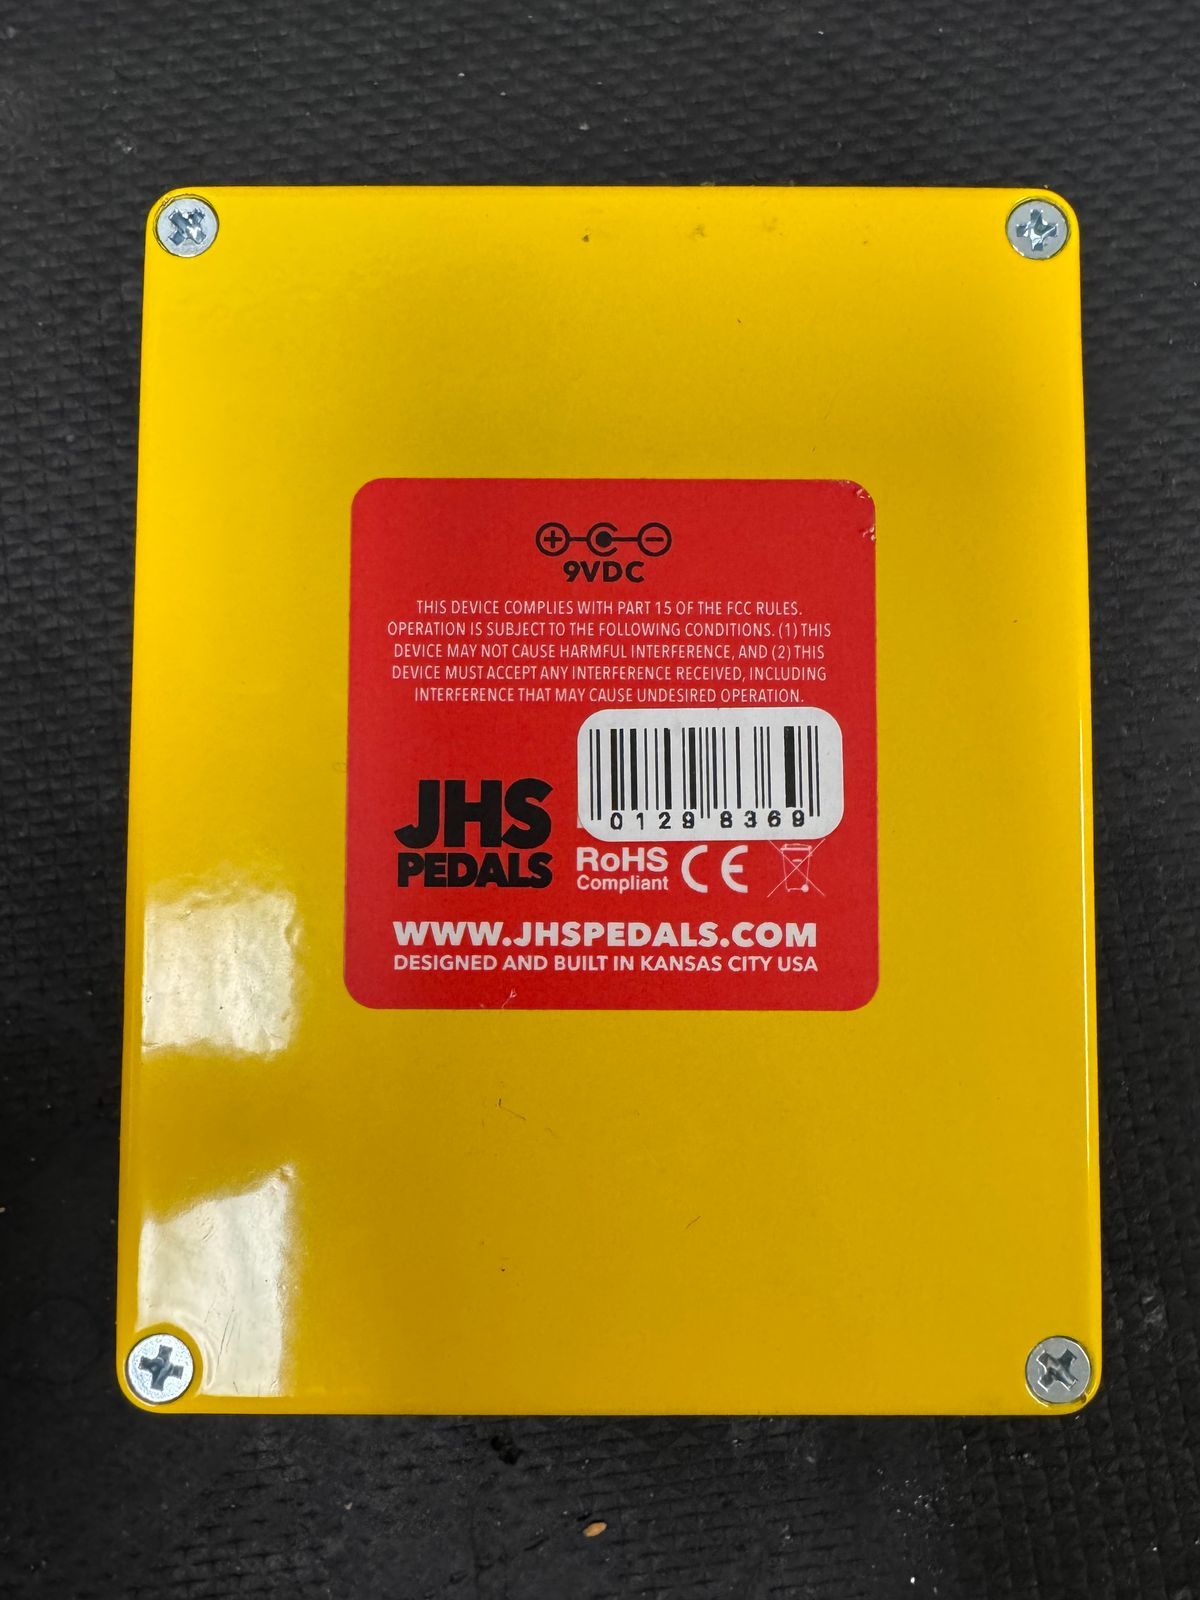 9VDC
THIS DEVICE COMPLIES WITH PART 15 OF THE FCC RULES.
OPERATION IS SUBJECT TO THE FOLLOWING CONDITIONS. (1) THIS
DEVICE MAY NOT CAUSE HARMFUL INTERFERENCE, AND (2) THIS
DEVICE MUST ACCEPT ANY INTERFERENCE RECEIVED, INCLUDING
INTERFERENCE THAT MAY CAUSE UNDESIRED OPERATION.
0129 8369
JHS
PEDALS
RoHS
Compliant
CE
WWW.JHSPEDALS.COM
DESIGNED AND BUILT IN KANSAS CITY USA